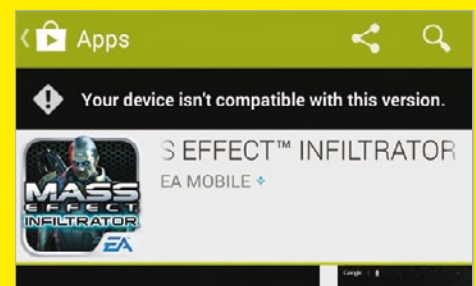 Apps
Your device isn't compatible with this version.
S EFFECT™ INFILTRATOR
EA MOBILE
MASS
EFFECT
INFILTRATOR
EA
Google